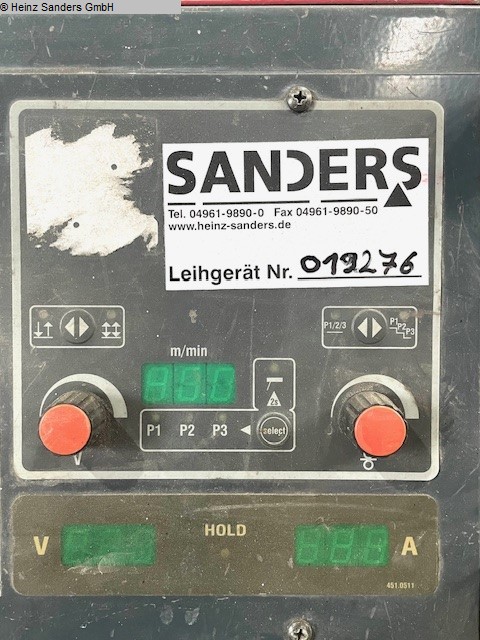 © Heinz Sanders GmbH
SANDERS
Tel. 04961-9890-0 Fax 04961-9890-50
www.heinz-sanders.de
Leihgerät Nr. 019276
P1/2/3
P1
P2
P3
m/min
2s
P1 P2 P3 select
V
V HOLD A
451.0511